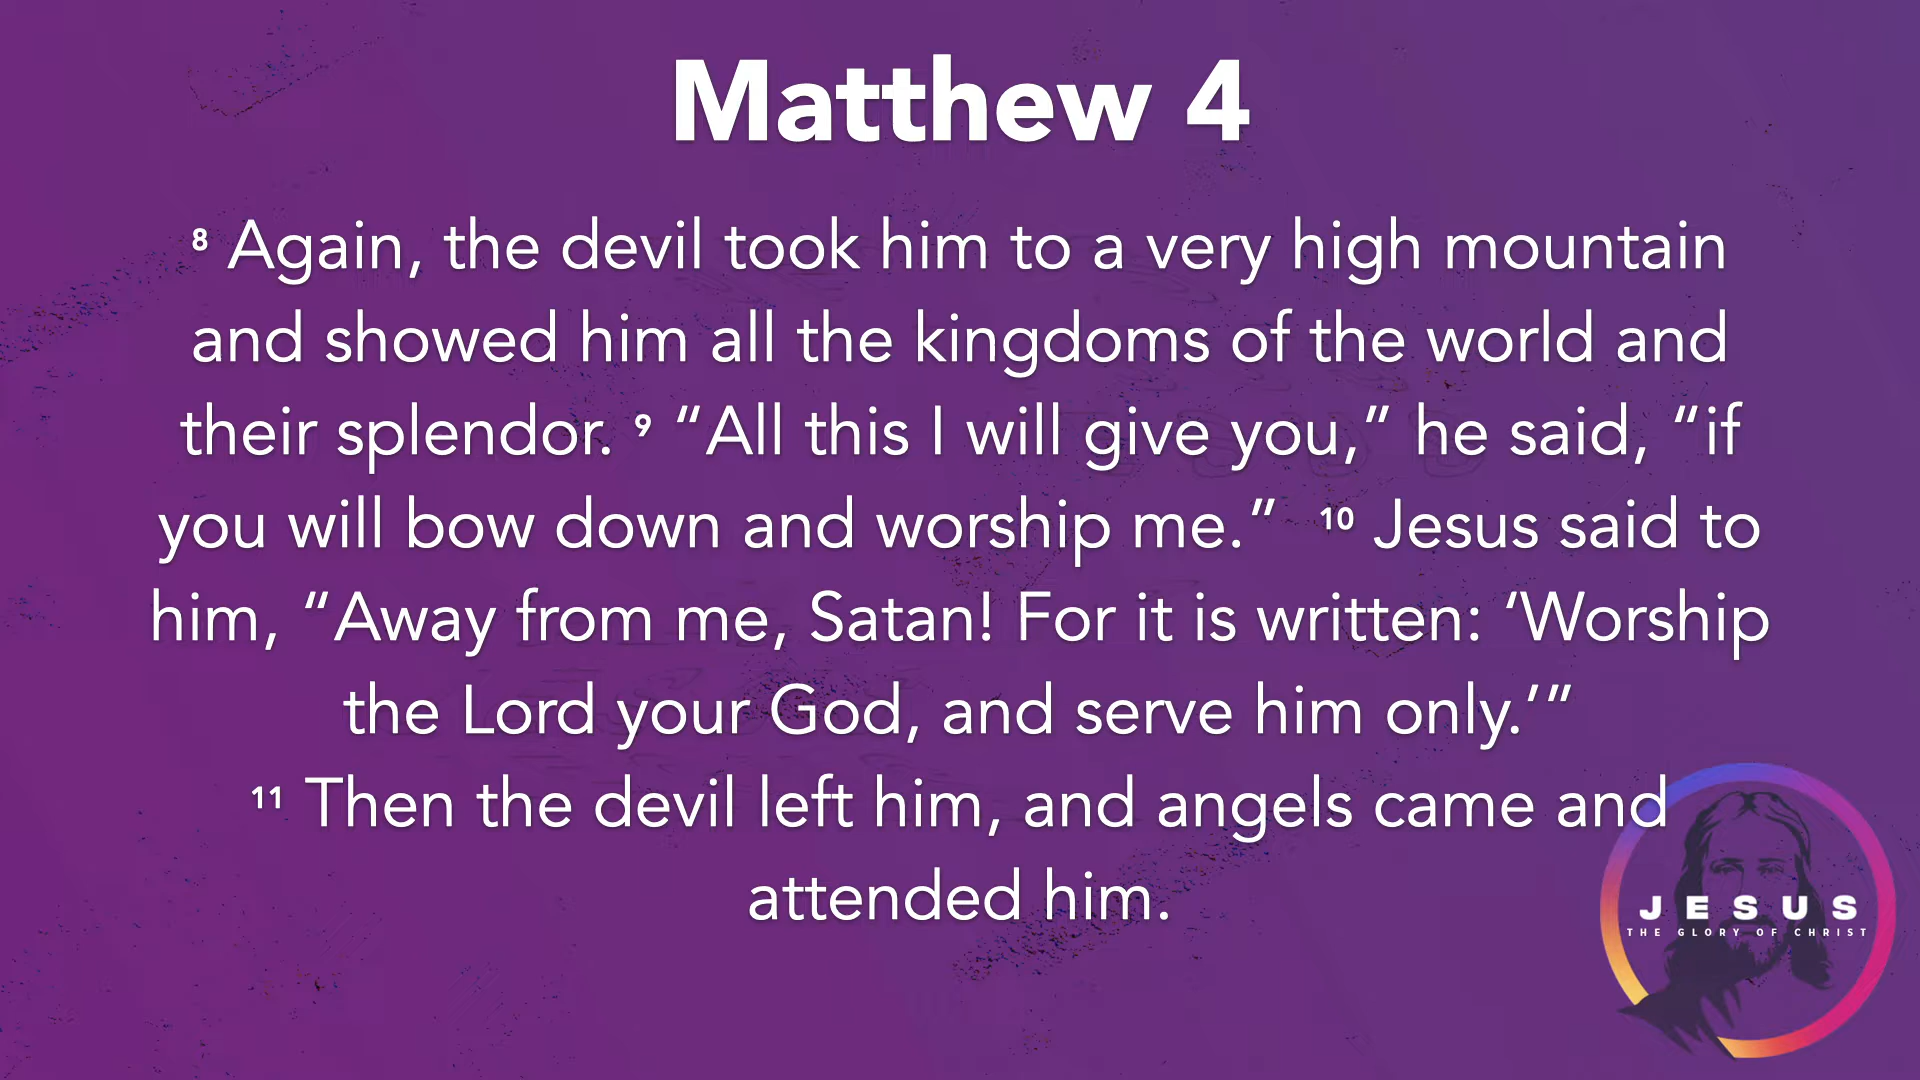 Matthew 4
⁸ Again, the devil took him to a very high mountain
and showed him all the kingdoms of the world and
their splendor. ⁹ “All this I will give you,” he said, “if
you will bow down and worship me.” ¹⁰ Jesus said to
him, “Away from me, Satan! For it is written: ‘Worship
the Lord your God, and serve him only.’”
¹¹ Then the devil left him, and angels came and
attended him.
JESUS
THE GLORY OF CHRIST